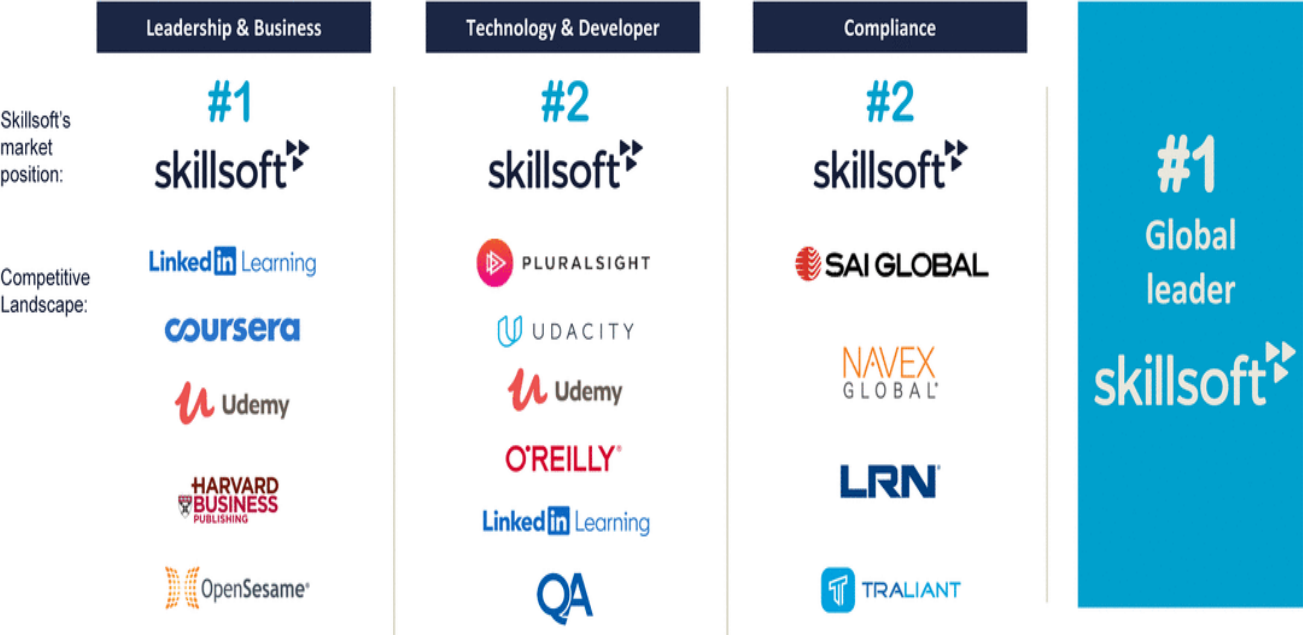 Leadership & Business
Technology & Developer
Compliance
Skillsoft's
market
position:
#1
skillsoft
#2
skillsoft
#2
skillsoft
Competitive
Landscape:
Linked in Learning
coursera
Udemy
HARVARD
BUSINESS
PUBLISHING
OpenSesame®
PLURALSIGHT
UDACITY
Udemy
O'REILLY®
Linked in Learning
QA
SAI GLOBAL
NAVEX
GLOBAL®
LRN®
TRALIANT
#1
Global
leader
skillsoft